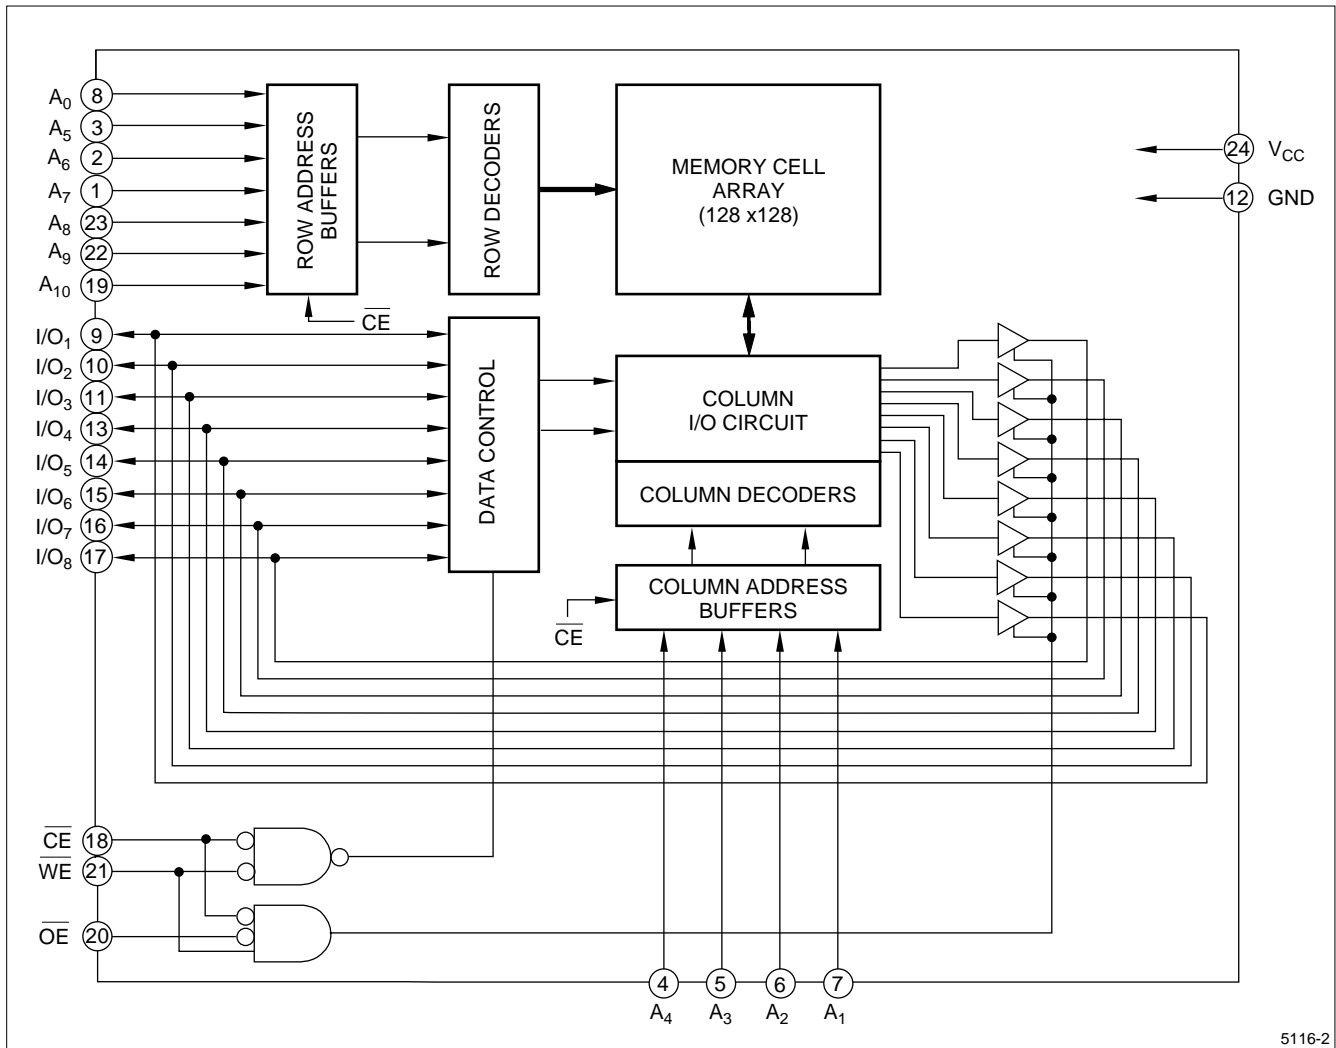 A0 8
A5 3
A6 2
A7 1
A8 23
A9 22
A10 19
ROW ADDRESS
BUFFERS
ROW DECODERS
MEMORY CELL
ARRAY
(128 x128)
24 VCC
12 GND
CE
I/O1 9
I/O2 10
I/O3 11
I/O4 13
I/O5 14
I/O6 15
I/O7 16
I/O8 17
DATA CONTROL
COLUMN
I/O CIRCUIT
COLUMN DECODERS
COLUMN ADDRESS
BUFFERS
CE
CE 18
WE 21
OE 20
4 5 6 7
A4 A3 A2 A1
5116-2